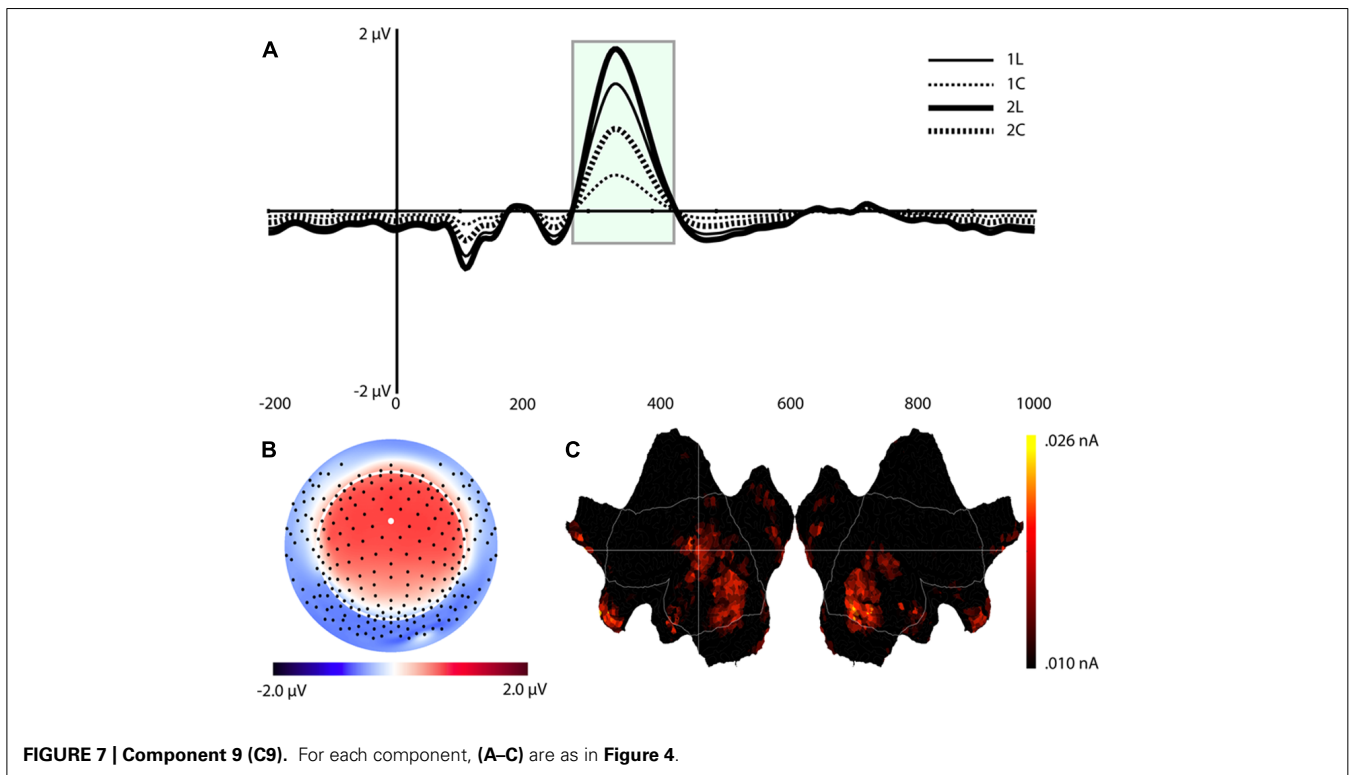 A
2 µV
1L
1C
2L
2C
-2 µV
-200 0 200 400 600 800 1000
B
C
.026 nA
.010 nA
-2.0 µV 2.0 µV
FIGURE 7 | Component 9 (C9). For each component, (A–C) are as in Figure 4.